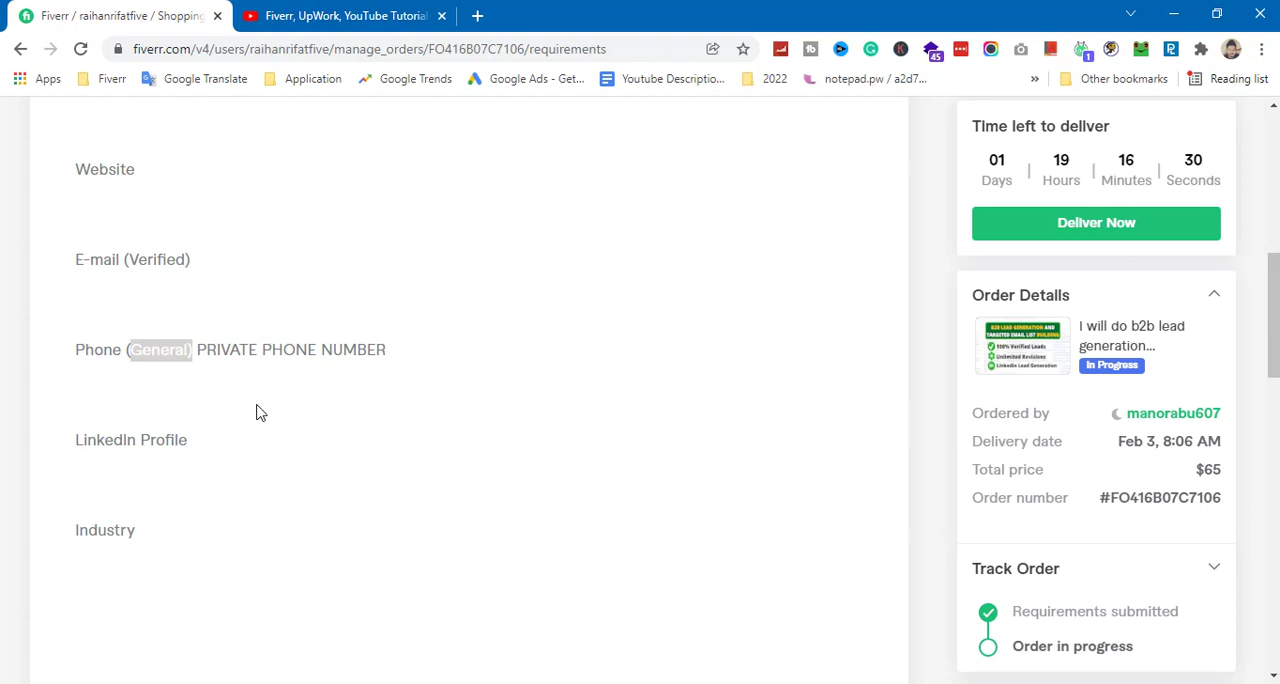 Fiverr / raihanrifatfive / Shopping
Fiverr, UpWork, YouTube Tutorial
fiverr.com/v4/users/raihanrifatfive/manage_orders/FO416B07C7106/requirements
45
1
Apps
Fiverr
Google Translate
Application
Google Trends
Google Ads - Get...
Youtube Descriptio...
2022
notepad.pw / a2d7...
»
Other bookmarks
Reading list
Website
E-mail (Verified)
Phone (General) PRIVATE PHONE NUMBER
LinkedIn Profile
Industry
Time left to deliver
01 19 16 30
Days Hours Minutes Seconds
Deliver Now
Order Details
B2B LEAD GENERATION AND
TARGETED EMAIL LIST BUILDING
100% Verified Leads
Unlimited Revisions
Linkedin Lead Generation
I will do b2b lead
generation...
In Progress
Ordered by manorabu607
Delivery date Feb 3, 8:06 AM
Total price $65
Order number #FO416B07C7106
Track Order
Requirements submitted
Order in progress